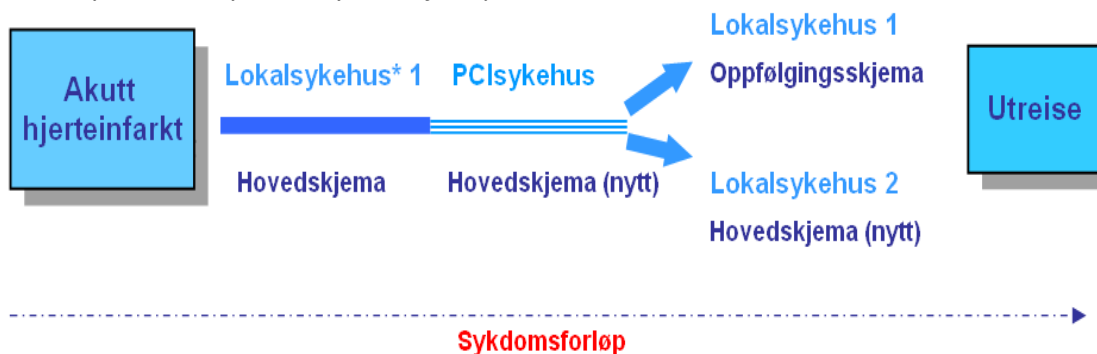 Akutt
hjerteinfarkt
Lokalsykehus* 1
PCIsykehus
Hovedskjema
Hovedskjema (nytt)
Lokalsykehus 1
Oppfølgingsskjema
Lokalsykehus 2
Hovedskjema (nytt)
Utreise
Sykdomsforløp